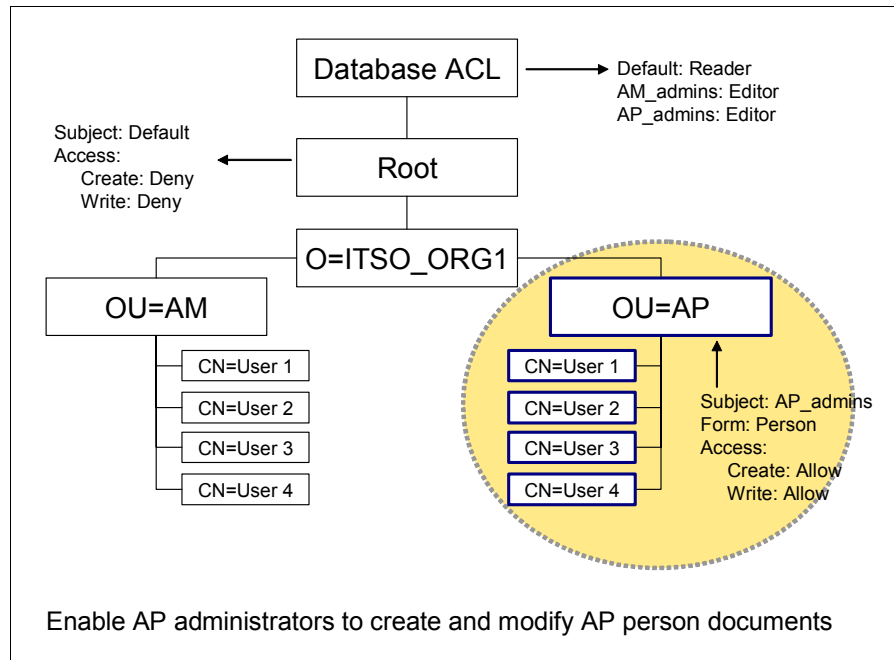 Database ACL
Default: Reader
AM_admins: Editor
AP_admins: Editor
Subject: Default
Access:
Create: Deny
Write: Deny
Root
O=ITSO_ORG1
OU=AM
CN=User 1
CN=User 2
CN=User 3
CN=User 4
OU=AP
CN=User 1
CN=User 2
CN=User 3
CN=User 4
Subject: AP_admins
Form: Person
Access:
Create: Allow
Write: Allow
Enable AP administrators to create and modify AP person documents